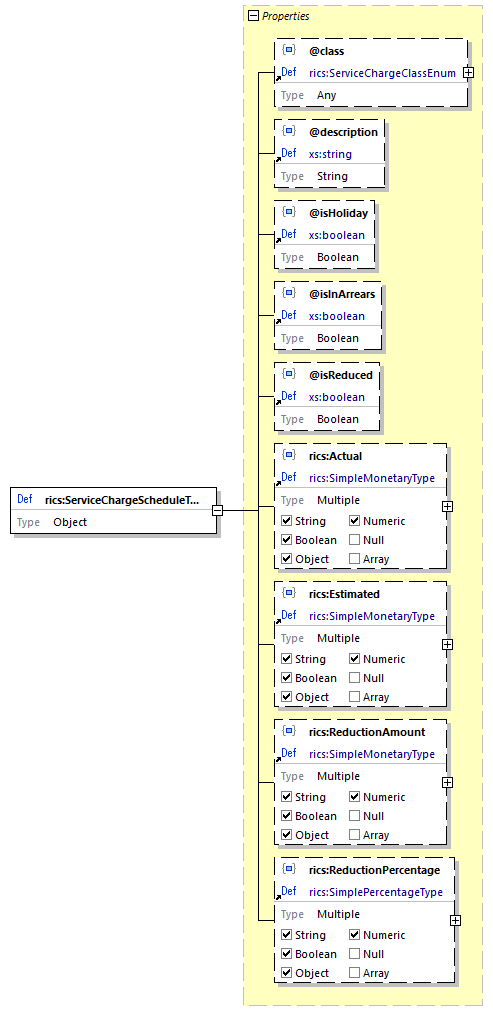 Properties
@class
Def rics:ServiceChargeClassEnum
Type Any
@description
Def xs:string
Type String
@isHoliday
Def xs:boolean
Type Boolean
@isInArrears
Def xs:boolean
Type Boolean
@isReduced
Def xs:boolean
Type Boolean
rics:Actual
Def rics:SimpleMonetaryType
Type Multiple
String Numeric
Boolean Null
Object Array
Def rics:ServiceChargeScheduleT...
Type Object
rics:Estimated
Def rics:SimpleMonetaryType
Type Multiple
String Numeric
Boolean Null
Object Array
rics:ReductionAmount
Def rics:SimpleMonetaryType
Type Multiple
String Numeric
Boolean Null
Object Array
rics:ReductionPercentage
Def rics:SimplePercentageType
Type Multiple
String Numeric
Boolean Null
Object Array